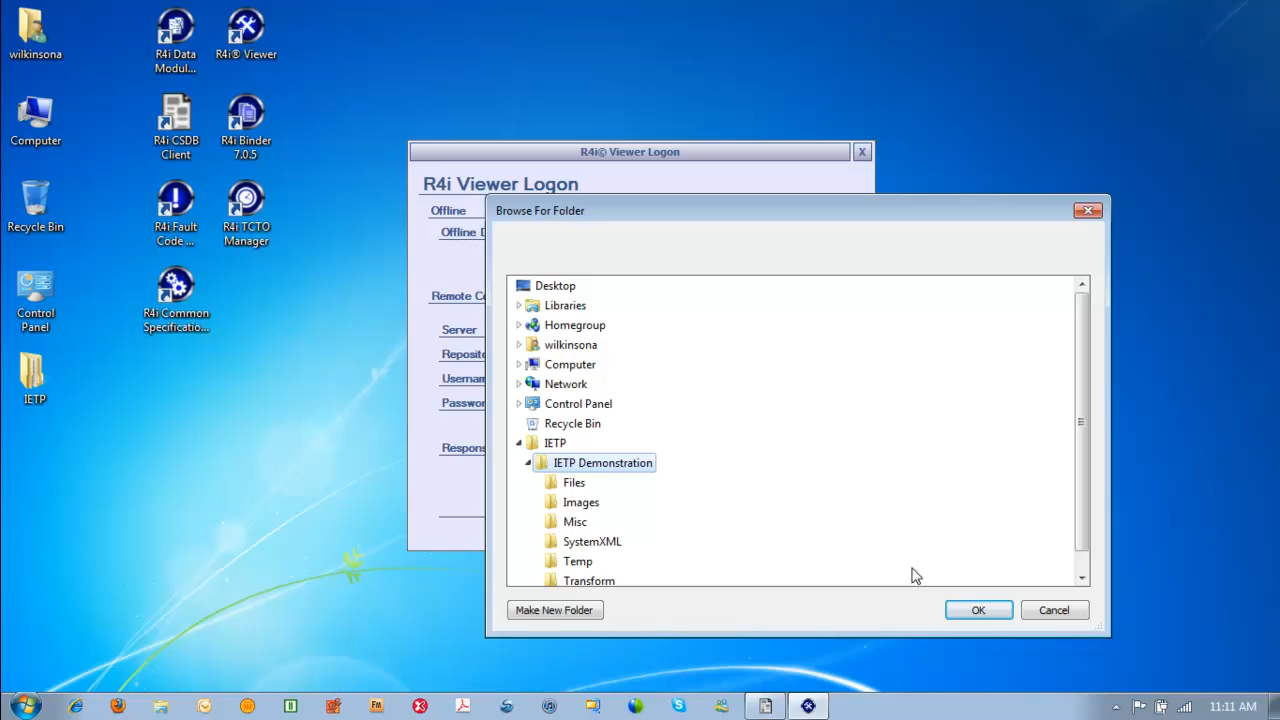 wilkinsona
R4i Data
Modul...
R4i® Viewer
Computer
R4i CSDB
Client
R4i Binder
7.0.5
Recycle Bin
R4i Fault
Code ...
R4i TCTO
Manager
Control
Panel
R4i Common
Specificatio...
IETP
R4i© Viewer Logon
X
R4i Viewer Logon
Offline
Offline D
Remote Co
Server
Reposito
Usernam
Passwor
Respons
Browse For Folder
Desktop
Libraries
Homegroup
wilkinsona
Computer
Network
Control Panel
Recycle Bin
IETP
IETP Demonstration
Files
Images
Misc
SystemXML
Temp
Transform
Make New Folder
OK
Cancel
Fm
11:11 AM